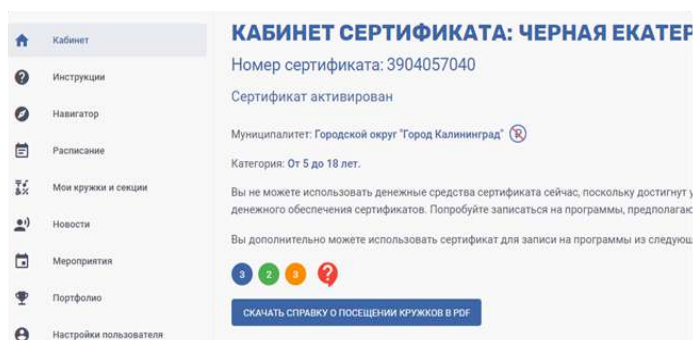 Кабинет
Инструкции
Навигатор
Расписание
Мои кружки и секции
Новости
Мероприятия
Портфолио
Настройки пользователя
КАБИНЕТ СЕРТИФИКАТА: ЧЕРНАЯ ЕКАТЕР
Номер сертификата: 3904057040
Сертификат активирован
Муниципалитет: Городской округ "Город Калининград"
Категория: От 5 до 18 лет.
Вы не можете использовать денежные средства сертификата сейчас, поскольку достигнут у
денежного обеспечения сертификатов. Попробуйте записаться на программы, предполагаю
Вы дополнительно можете использовать сертификат для записи на программы из следующ
3 2 3 ?
СКАЧАТЬ СПРАВКУ О ПОСЕЩЕНИИ КРУЖКОВ В PDF